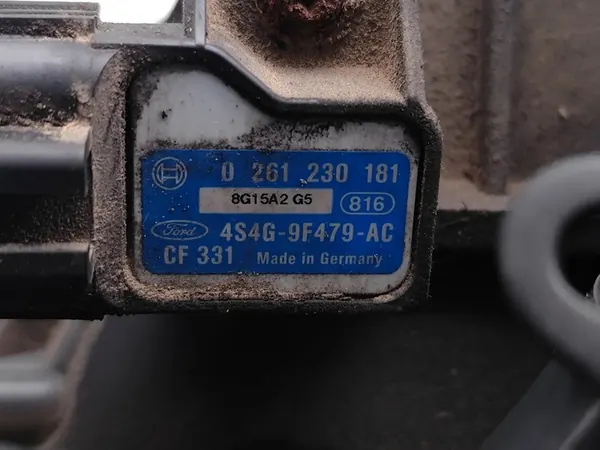 0 261 230 181
8G15A2 G5
816
Ford 4S4G-9F479-AC
CF 331 Made in Germany